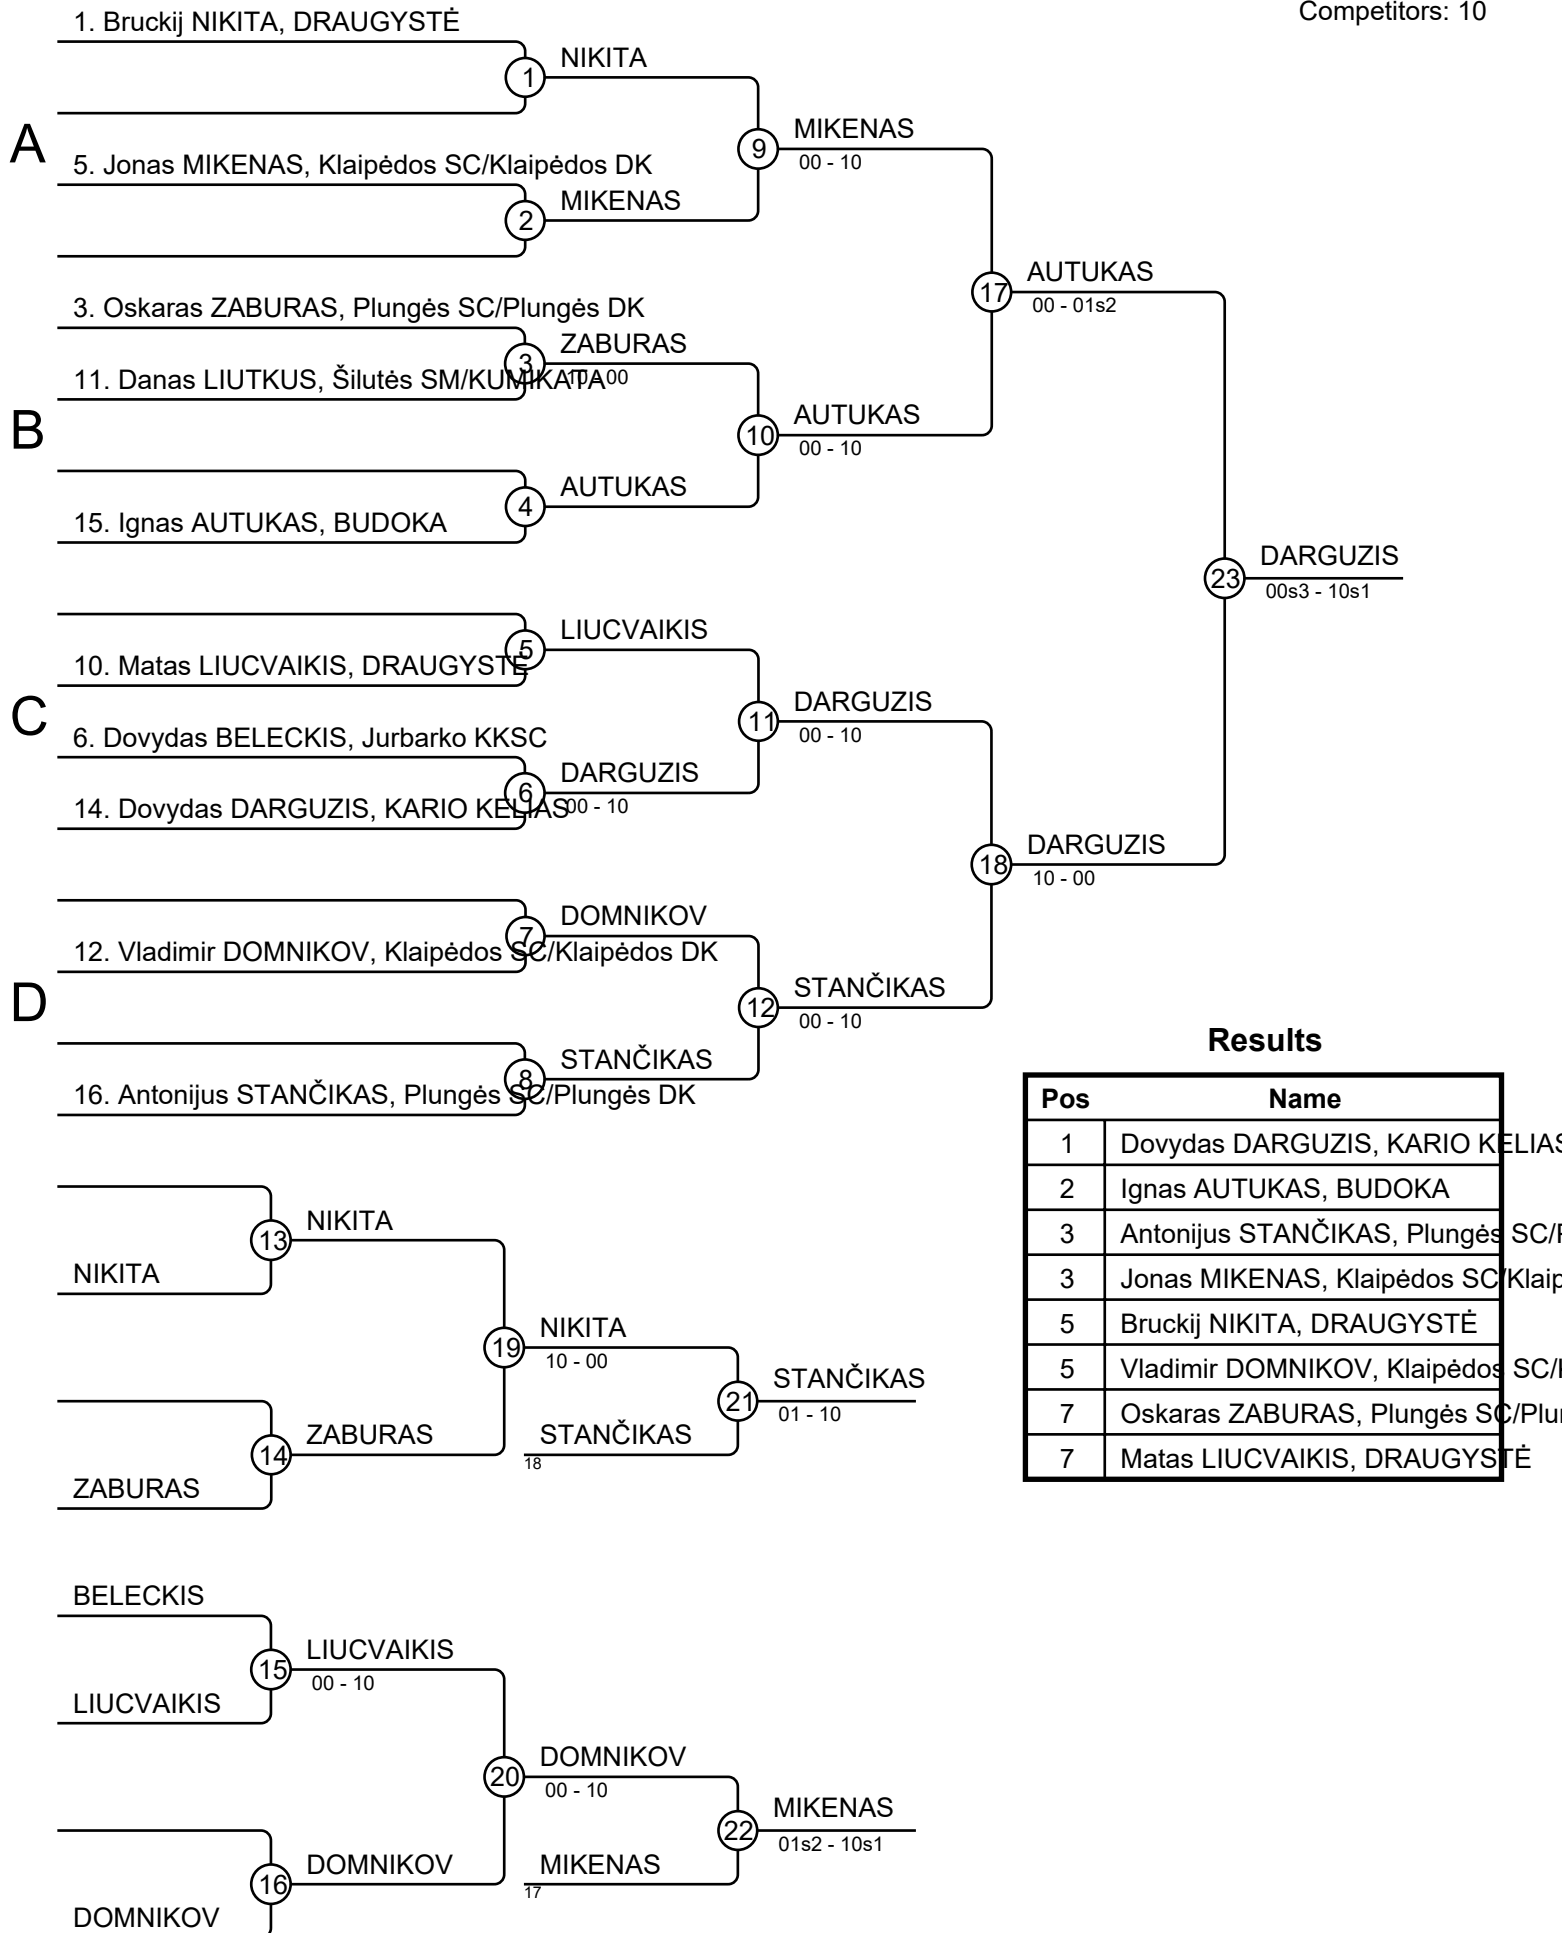 Competitors: 10
1. Bruckij NIKITA, DRAUGYSTĖ
1
NIKITA
A
5. Jonas MIKENAS, Klaipėdos SC/Klaipėdos DK
2
MIKENAS
9
MIKENAS
00 - 10
3. Oskaras ZABURAS, Plungės SC/Plungės DK
3
ZABURAS
10 - 00
11. Danas LIUTKUS, Šilutės SM/KUMIKATA
B
10
AUTUKAS
00 - 10
4
AUTUKAS
15. Ignas AUTUKAS, BUDOKA
17
AUTUKAS
00 - 01s2
23
DARGUZIS
00s3 - 10s1
5
LIUCVAIKIS
10. Matas LIUCVAIKIS, DRAUGYSTĖ
C
11
DARGUZIS
00 - 10
6. Dovydas BELECKIS, Jurbarko KKSC
6
DARGUZIS
00 - 10
14. Dovydas DARGUZIS, KARIO KELIAS
18
DARGUZIS
10 - 00
7
DOMNIKOV
12. Vladimir DOMNIKOV, Klaipėdos SC/Klaipėdos DK
D
12
STANČIKAS
00 - 10
8
STANČIKAS
16. Antonijus STANČIKAS, Plungės SC/Plungės DK
Results
Pos Name
1 Dovydas DARGUZIS, KARIO KELIAS
2 Ignas AUTUKAS, BUDOKA
3 Antonijus STANČIKAS, Plungės SC/
3 Jonas MIKENAS, Klaipėdos SC/Klaip
5 Bruckij NIKITA, DRAUGYSTĖ
5 Vladimir DOMNIKOV, Klaipėdos SC/
7 Oskaras ZABURAS, Plungės SC/Plu
7 Matas LIUCVAIKIS, DRAUGYSTĖ
13
NIKITA
NIKITA
19
NIKITA
10 - 00
14
ZABURAS
ZABURAS
STANČIKAS
18
21
STANČIKAS
01 - 10
BELECKIS
15
LIUCVAIKIS
00 - 10
LIUCVAIKIS
20
DOMNIKOV
00 - 10
16
DOMNIKOV
DOMNIKOV
MIKENAS
17
22
MIKENAS
01s2 - 10s1